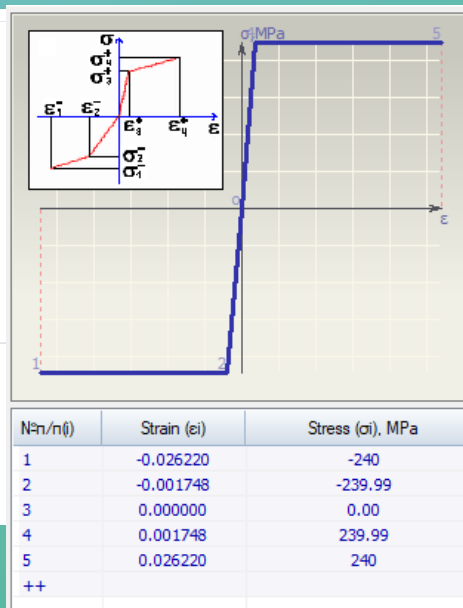 σ,MPa
5
σ
σ₄⁺
σ₃⁺
ε₁⁻ ε₂⁻
ε₃⁺ ε₄⁺ ε
σ₂⁻
σ₁⁻
0
ε
1
2
№п/п(i) Strain (εi) Stress (σi), MPa
1 -0.026220 -240
2 -0.001748 -239.99
3 0.000000 0.00
4 0.001748 239.99
5 0.026220 240
++